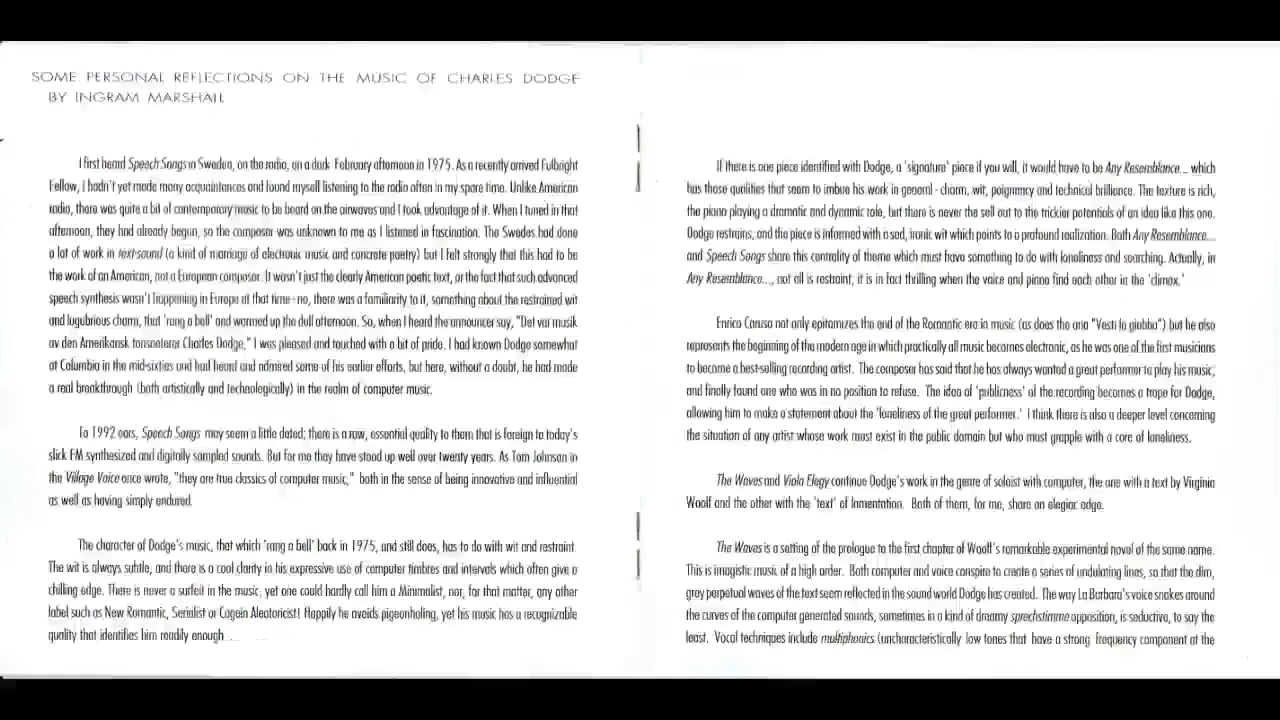 SOME PERSONAL REFLECTIONS ON THE MUSIC OF CHARLES DODGE
BY INGRAM MARSHALL
I first heard Speech Songs in Sweden, on the radio, on a dark February afternoon in 1975. As a recently arrived Fulbright
Fellow, I hadn't yet made many acquaintances and found myself listening to the radio often in my spare time. Unlike American
radio, there was quite a bit of contemporary music to be heard on the airwaves and I took advantage of it. When I tuned in that
afternoon, they had already begun, so the composer was unknown to me as I listened in fascination. The Swedes had done
a lot of work in text-sound (a kind of marriage of electronic music and concrete poetry) but I felt strongly that this had to be
the work of an American, not a European composer. It wasn't just the clearly American poetic text, or the fact that such advanced
speech synthesis wasn't happening in Europe at that time - no, there was a familiarity to it, something about the restrained wit
and lugubrious charm, that 'rang a bell' and warmed up the dull afternoon. So, when I heard the announcer say, "Det var musik
av den Amerikansk tonsoterer Charles Dodge," I was pleased and touched with a bit of pride. I had known Dodge somewhat
at Columbia in the mid-sixties and had heard and admired some of his earlier efforts, but here, without a doubt, he had made
a real breakthrough (both artistically and technologically) in the realm of computer music.
To 1992 ears, Speech Songs may seem a little dated; there is a raw, essential quality to them that is foreign to today's
slick FM synthesized and digitally sampled sounds. But for me they have stood up well over twenty years. As Tom Johnson in
the Village Voice once wrote, "they are true classics of computer music," both in the sense of being innovative and influential
as well as having simply endured.
The character of Dodge's music, that which 'rang a bell' back in 1975, and still does, has to do with wit and restraint.
The wit is always subtle, and there is a cool clarity in his expressive use of computer timbres and intervals which often give a
chilling edge. There is never a surfeit in the music, yet one could hardly call him a Minimalist, nor, for that matter, any other
label such as New Romantic, Serialist or Cagein Aleatoricist! Happily he avoids pigeonholing, yet his music has a recognizable
quality that identifies him readily enough
If there is one piece identified with Dodge, a 'signature' piece if you will, it would have to be Any Resemblance... which
has those qualities that seem to imbue his work in general - charm, wit, poignancy and technical brilliance. The texture is rich,
the piano playing a dramatic and dynamic role, but there is never the sell out to the trickier potentials of an idea like this one.
Dodge restrains, and the piece is informed with a sad, ironic wit which points to a profound realization. Both Any Resemblance....
and Speech Songs share this centrality of theme which must have something to do with loneliness and searching. Actually, in
Any Resemblance..., not all is restraint; it is in fact thrilling when the voice and piano find each other in the 'climax.'
Enrico Caruso not only epitomizes the end of the Romantic era in music (as does the aria "Vesti la giubba") but he also
represents the beginning of the modern age in which practically all music becomes electronic, as he was one of the first musicians
to become a best-selling recording artist. The composer has said that he has always wanted a great performer to play his music,
and finally found one who was in no position to refuse. The idea of 'publicness' of the recording becomes a trope for Dodge,
allowing him to make a statement about the 'loneliness of the great performer.' I think there is also a deeper level concerning
the situation of any artist whose work must exist in the public domain but who must grapple with a core of loneliness.
The Waves and Viola Elegy continue Dodge's work in the genre of soloist with computer, the one with a text by Virginia
Woolf and the other with the 'text' of lamentation. Both of them, for me, share an elegiac edge.
The Waves is a setting of the prologue to the first chapter of Woolf's remarkable experimental novel of the same name.
This is imagistic music of a high order. Both computer and voice conspire to create a series of undulating lines, so that the dim,
grey perpetual waves of the text seem reflected in the sound world Dodge has created. The way La Barbara's voice snakes around
the curves of the computer generated sounds, sometimes in a kind of dreamy sprechstimme opposition, is seductive, to say the
least. Vocal techniques include multiphonics (uncharacteristically low tones that have a strong frequency component at the